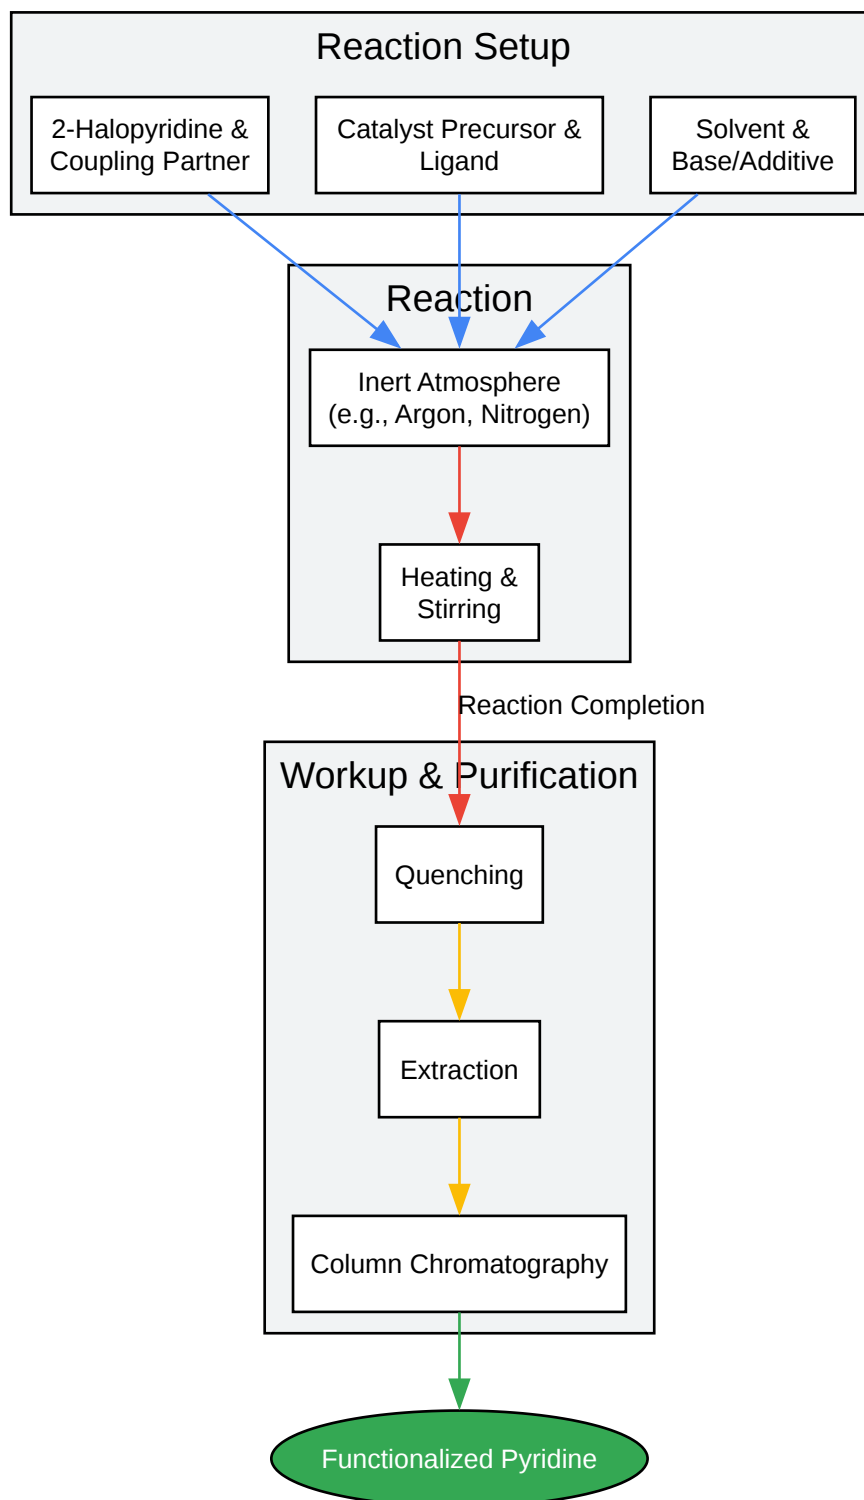 Reaction Setup
2-Halopyridine &
Coupling Partner
Catalyst Precursor &
Ligand
Solvent &
Base/Additive
Reaction
Inert Atmosphere
(e.g., Argon, Nitrogen)
Heating &
Stirring
Reaction Completion
Workup & Purification
Quenching
Extraction
Column Chromatography
Functionalized Pyridine